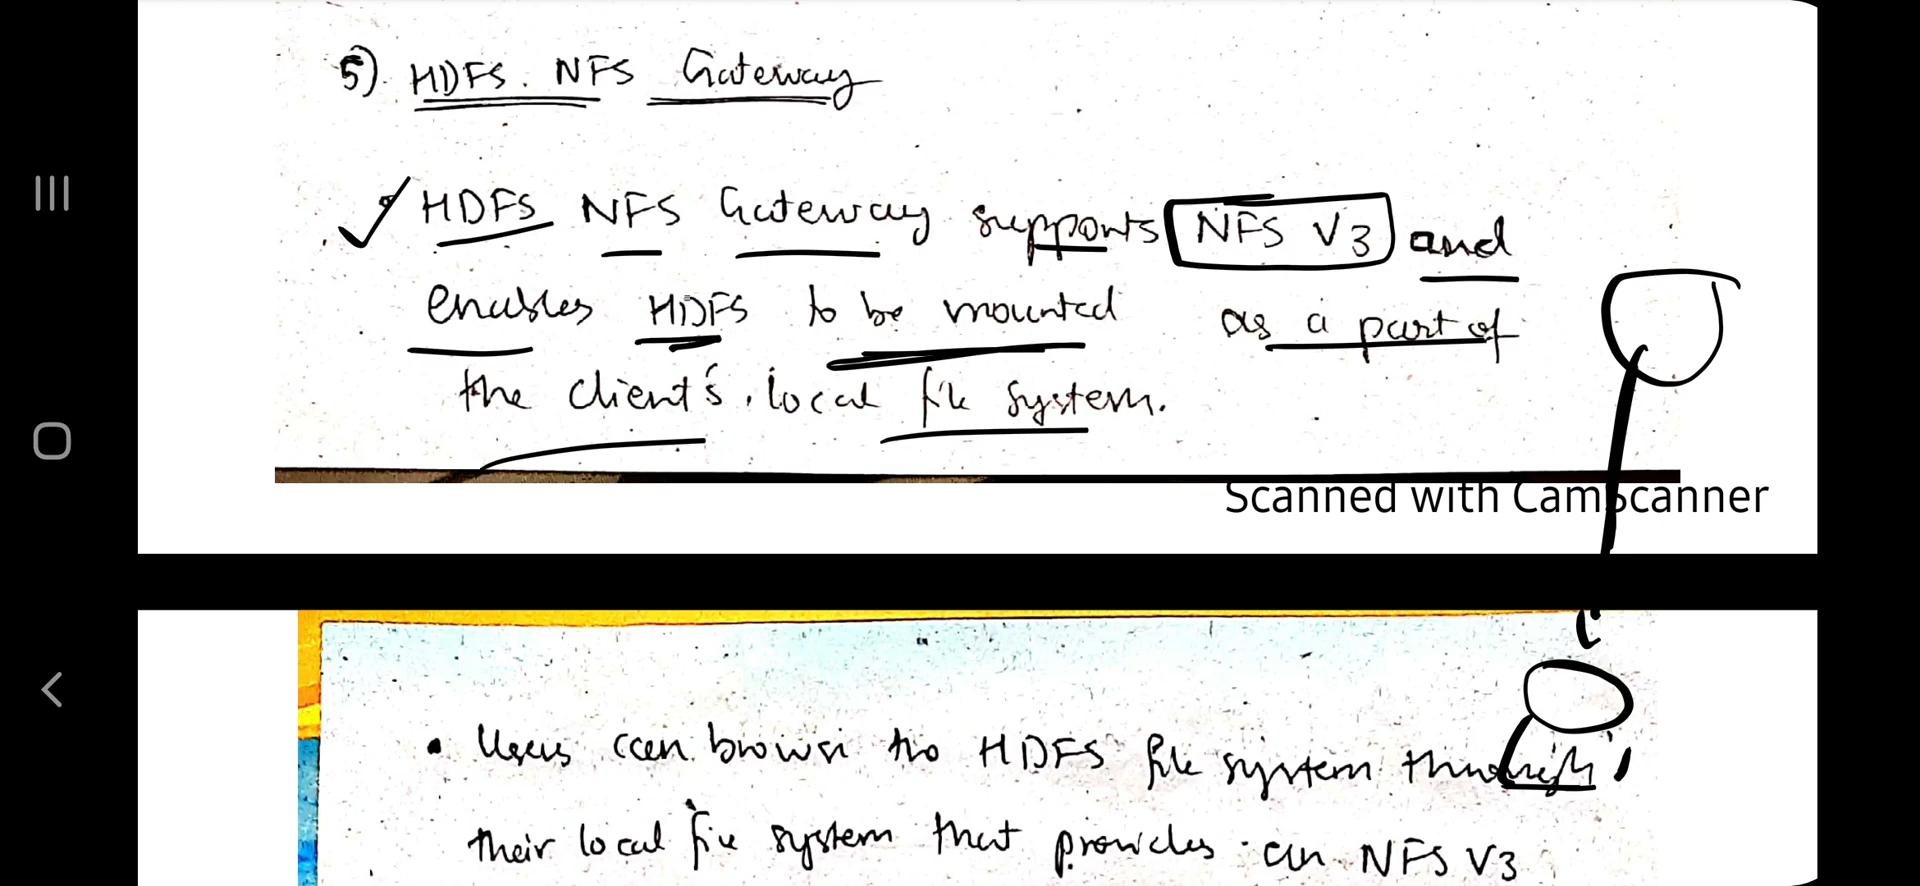 5). HDFS. NFS Gateway
HDFS NFS Gateway supports NFS V3 and
enables HDFS to be mounted as a part of
the client's local file system.
Scanned with CamScanner
• Users can browse the HDFS file system through
their local file system that provides an NFS V3